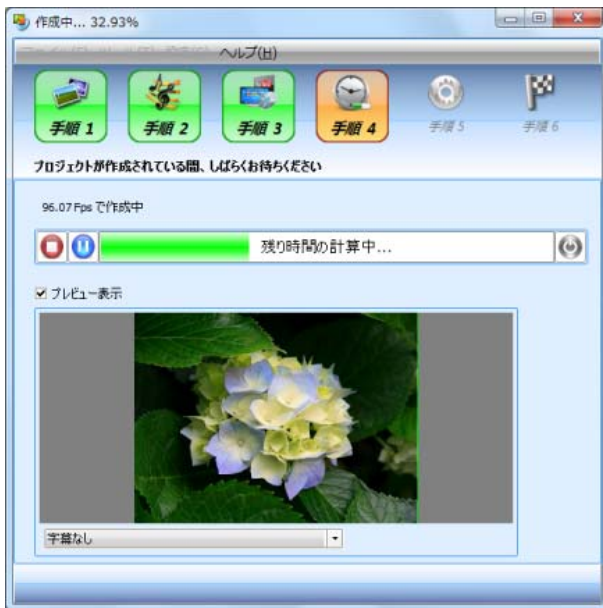 作成中... 32.93%
ヘルプ(H)
手順 1 手順 2 手順 3 手順 4 手順 5 手順 6
プロジェクトが作成されている間、しばらくお待ちください
96.07 Fps で作成中
残り時間の計算中...
プレビュー表示
字幕なし